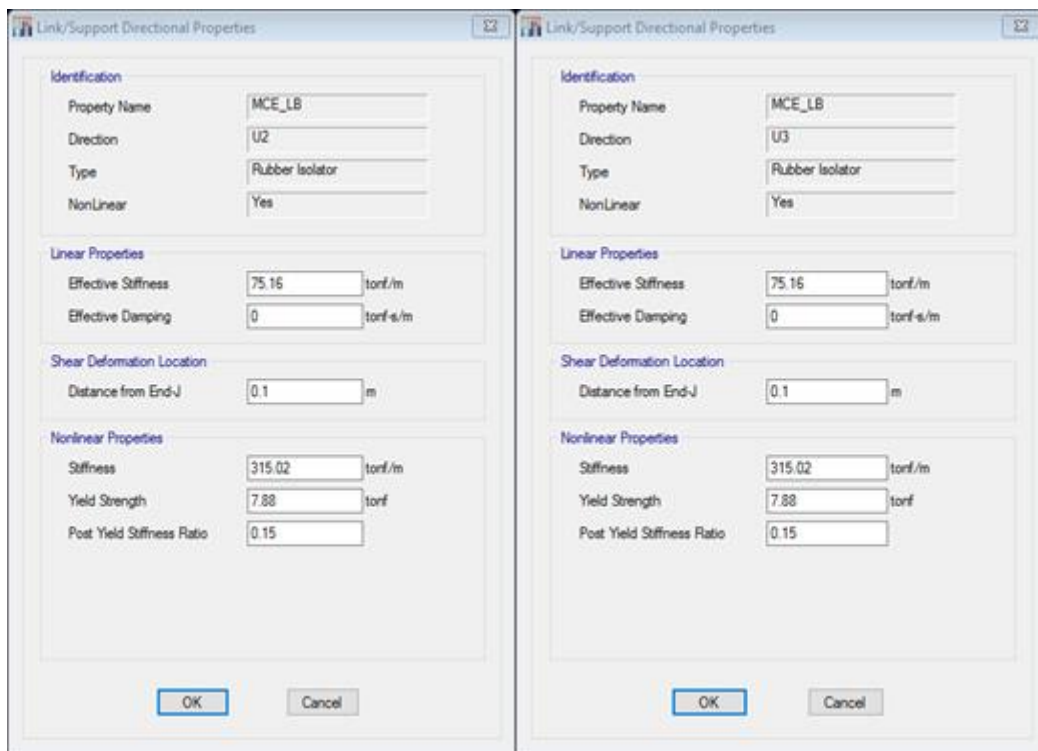 Link/Support Directional Properties
Identification
Property Name MCE_LB
Direction U2
Type Rubber Isolator
NonLinear Yes
Linear Properties
Effective Stiffness 75.16 tonf/m
Effective Damping 0 tonf-s/m
Shear Deformation Location
Distance from End-J 0.1 m
Nonlinear Properties
Stiffness 315.02 tonf/m
Yield Strength 7.88 tonf
Post Yield Stiffness Ratio 0.15
OK Cancel
Link/Support Directional Properties
Identification
Property Name MCE_LB
Direction U3
Type Rubber Isolator
NonLinear Yes
Linear Properties
Effective Stiffness 75.16 tonf/m
Effective Damping 0 tonf-s/m
Shear Deformation Location
Distance from End-J 0.1 m
Nonlinear Properties
Stiffness 315.02 tonf/m
Yield Strength 7.88 tonf
Post Yield Stiffness Ratio 0.15
OK Cancel